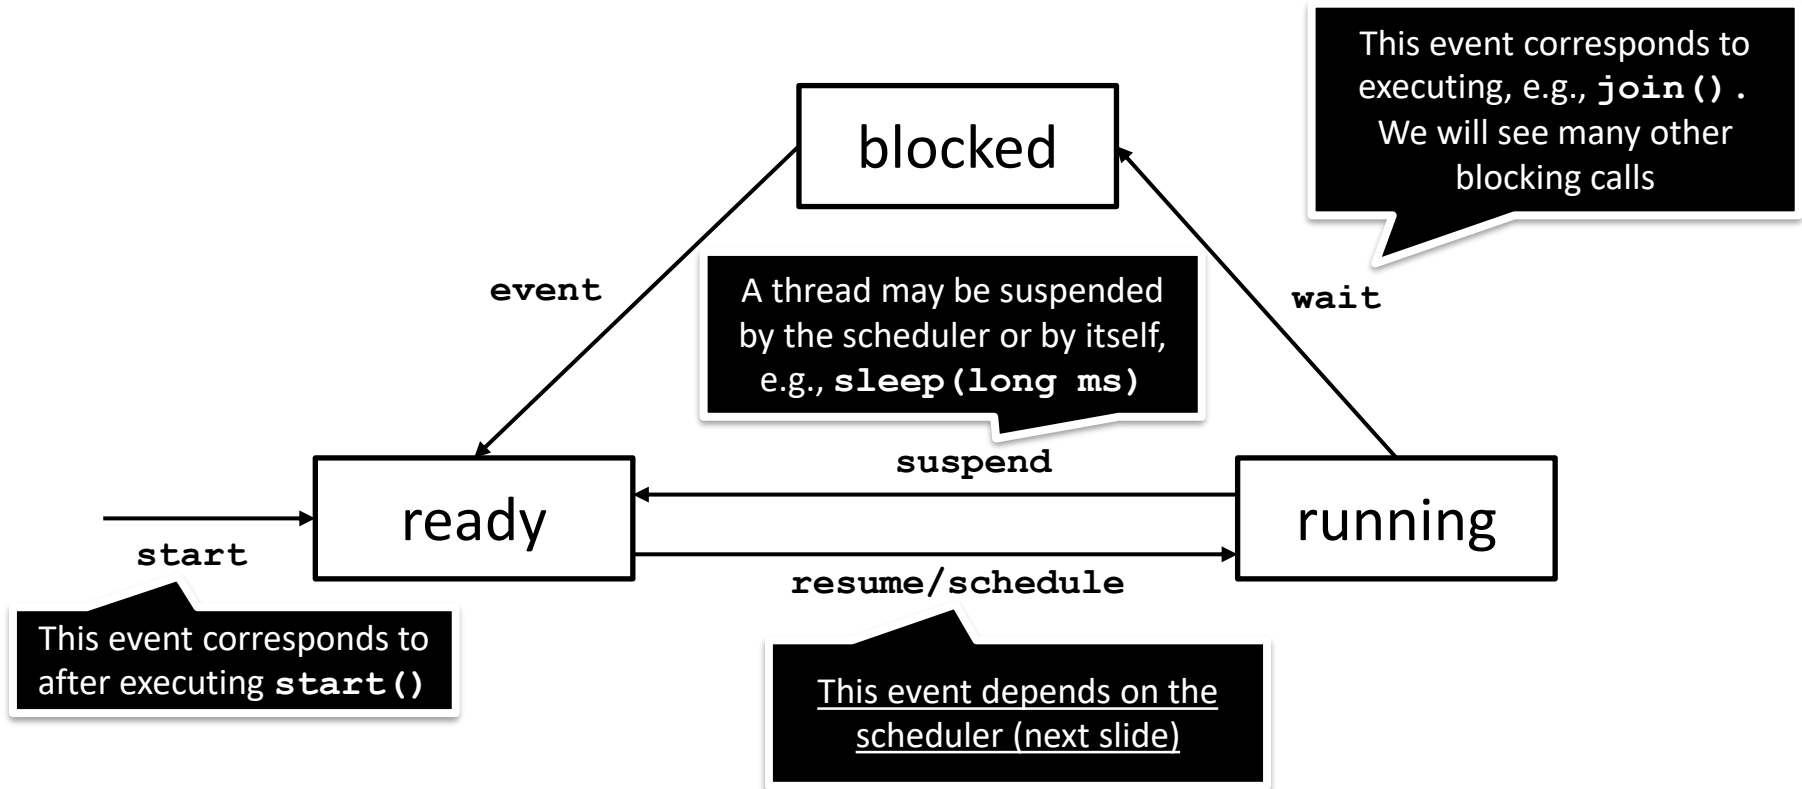 This event corresponds to
executing, e.g., join().
We will see many other
blocking calls
blocked
event
A thread may be suspended
by the scheduler or by itself,
e.g., sleep(long ms)
wait
suspend
ready
running
start
resume/schedule
This event corresponds to
after executing start()
This event depends on the
scheduler (next slide)